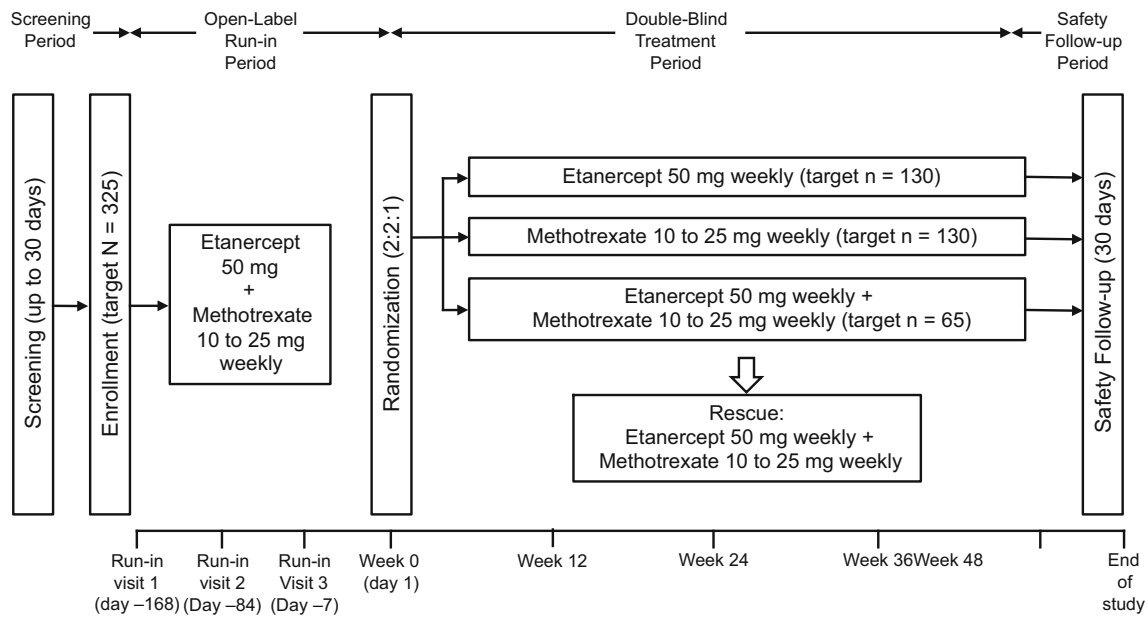 Screening
Period
Open-Label
Run-in
Period
Double-Blind
Treatment
Period
Safety
Follow-up
Period
Screening (up to 30 days)
Enrollment (target N = 325)
Etanercept
50 mg
+
Methotrexate
10 to 25 mg
weekly
Randomization (2:2:1)
Etanercept 50 mg weekly (target n = 130)
Methotrexate 10 to 25 mg weekly (target n = 130)
Etanercept 50 mg weekly +
Methotrexate 10 to 25 mg weekly (target n = 65)
Rescue:
Etanercept 50 mg weekly +
Methotrexate 10 to 25 mg weekly
Safety Follow-up (30 days)
Run-in
visit 1
(day –168)
Run-in
visit 2
(Day –84)
Run-in
Visit 3
(Day –7)
Week 0
(day 1)
Week 12
Week 24
Week 36
Week 48
End
of
study